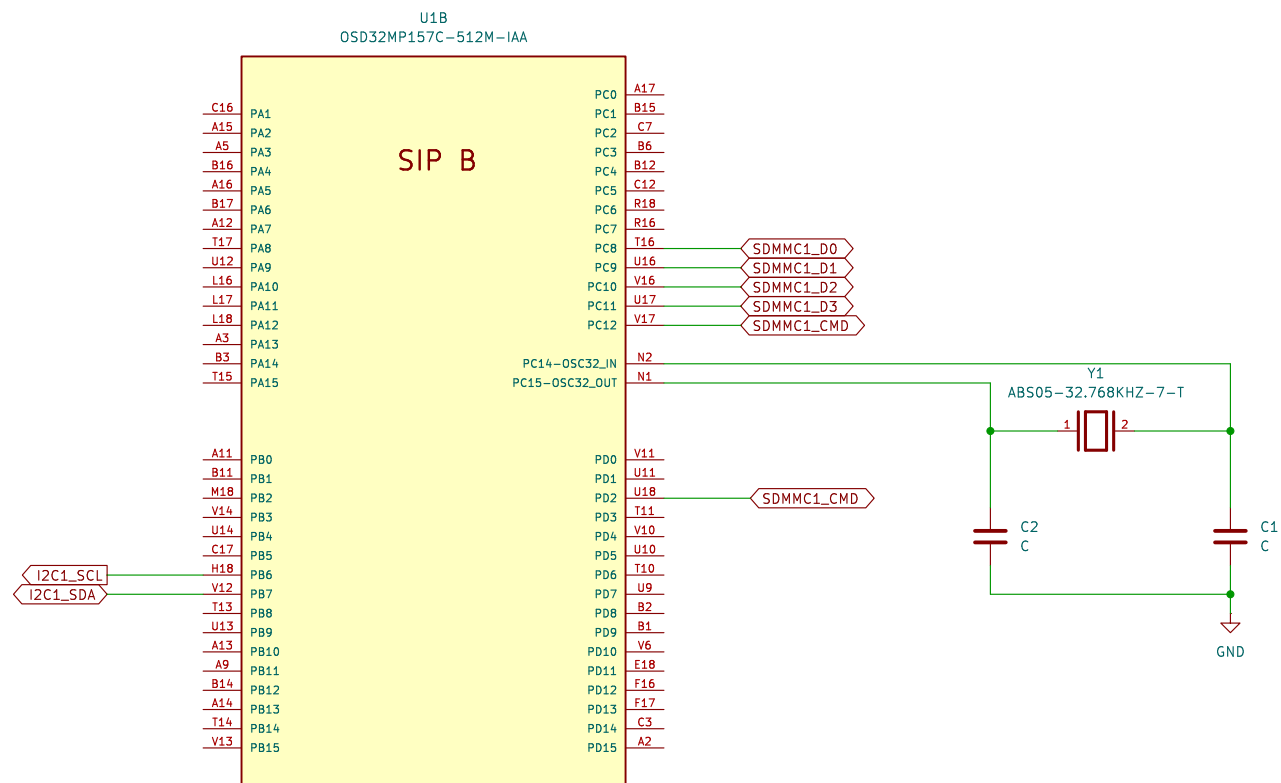 U1B
OSD32MP157C-512M-IAA
SIP B
C16 PA1
A15 PA2
A5 PA3
B16 PA4
A16 PA5
B17 PA6
A12 PA7
T17 PA8
U12 PA9
L16 PA10
L17 PA11
L18 PA12
A3 PA13
B3 PA14
T15 PA15
A11 PB0
B11 PB1
M18 PB2
V14 PB3
U14 PB4
C17 PB5
I2C1_SCL H18 PB6
I2C1_SDA V12 PB7
T13 PB8
U13 PB9
A13 PB10
A9 PB11
B14 PB12
A14 PB13
T14 PB14
V13 PB15
PC0 A17
PC1 B15
PC2 C7
PC3 B6
PC4 B12
PC5 C12
PC6 R18
PC7 R16
PC8 T16 SDMMC1_D0
PC9 U16 SDMMC1_D1
PC10 V16 SDMMC1_D2
PC11 U17 SDMMC1_D3
PC12 V17 SDMMC1_CMD
PC14-OSC32_IN N2
PC15-OSC32_OUT N1
PD0 V11
PD1 U11
PD2 U18 SDMMC1_CMD
PD3 T11
PD4 V10
PD5 U10
PD6 T10
PD7 U9
PD8 B2
PD9 B1
PD10 V6
PD11 E18
PD12 F16
PD13 F17
PD14 C3
PD15 A2
Y1
ABS05-32.768KHZ-7-T
1 2
C2
C
C1
C
GND